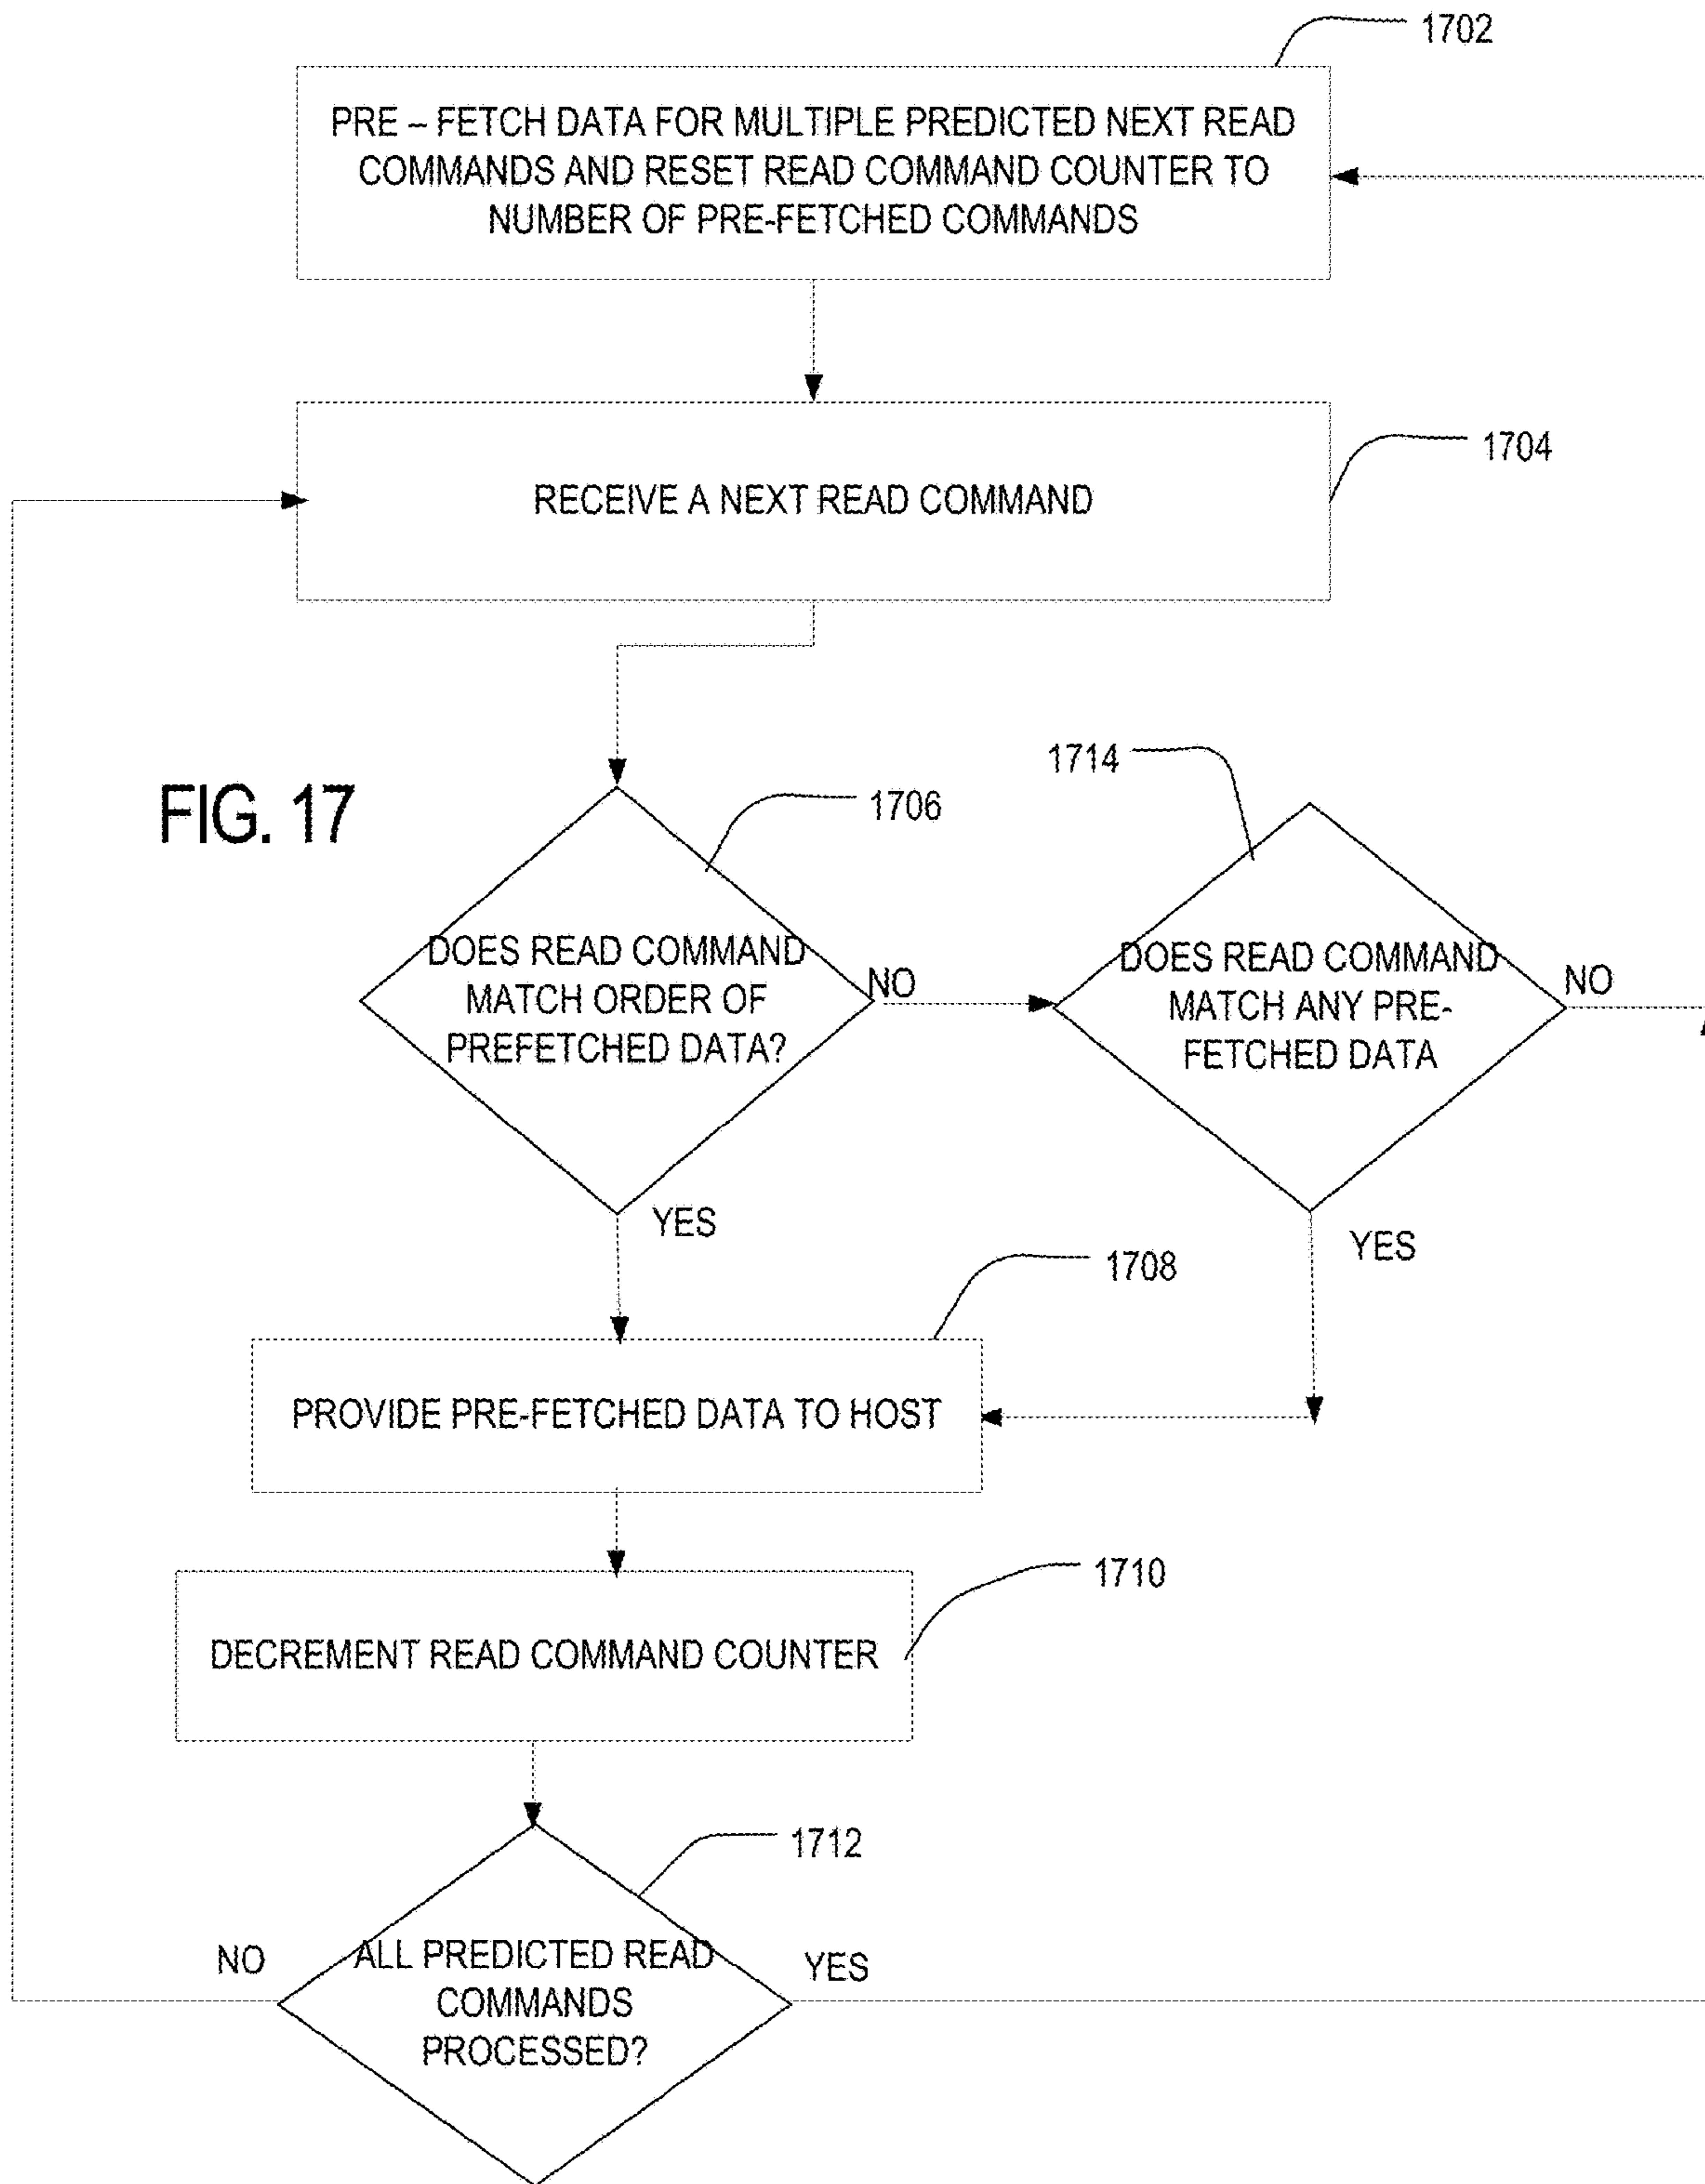 1702
PRE – FETCH DATA FOR MULTIPLE PREDICTED NEXT READ
COMMANDS AND RESET READ COMMAND COUNTER TO
NUMBER OF PRE-FETCHED COMMANDS
1704
RECEIVE A NEXT READ COMMAND
FIG. 17
1706
DOES READ COMMAND
MATCH ORDER OF
PREFETCHED DATA?
NO
YES
1714
DOES READ COMMAND
MATCH ANY PRE-
FETCHED DATA
NO
YES
1708
PROVIDE PRE-FETCHED DATA TO HOST
1710
DECREMENT READ COMMAND COUNTER
1712
ALL PREDICTED READ
COMMANDS
PROCESSED?
NO
YES